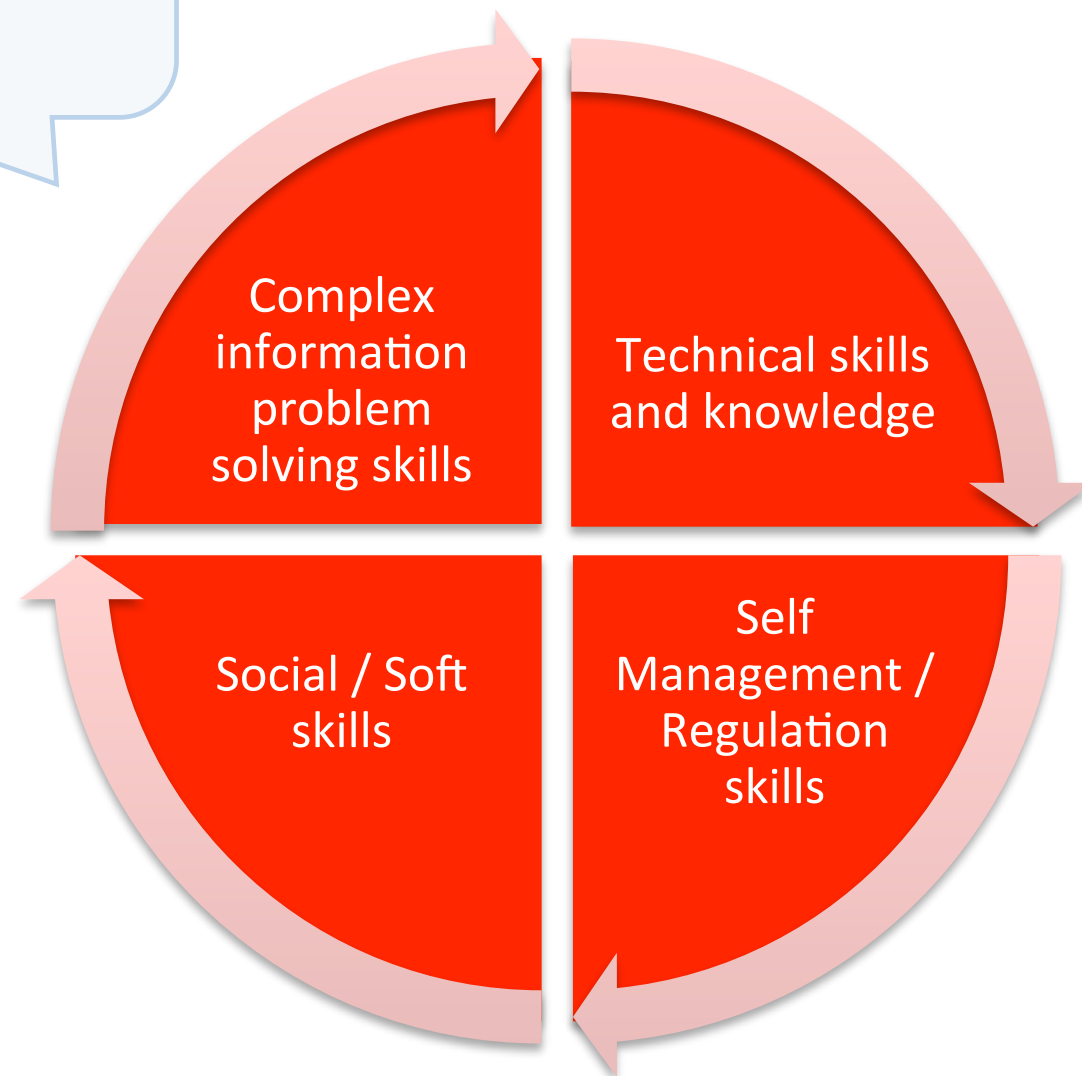 Complex
information
problem
solving skills
Technical skills
and knowledge
Self
Management /
Regulation
skills
Social / Soft
skills